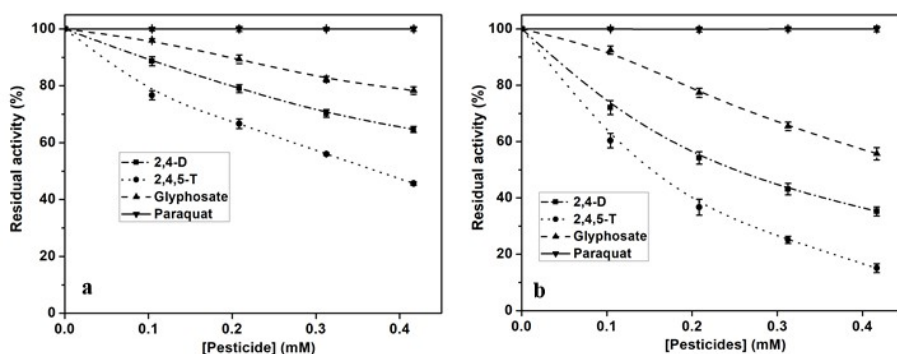 100
80
60
40
20
0
Residual activity (%)
2,4-D
2,4,5-T
Glyphosate
Paraquat
a
0.0 0.1 0.2 0.3 0.4
[Pesticide] (mM)
100
80
60
40
20
0
Residual activity (%)
2,4-D
2,4,5-T
Glyphosate
Paraquat
b
0.0 0.1 0.2 0.3 0.4
[Pesticides] (mM)